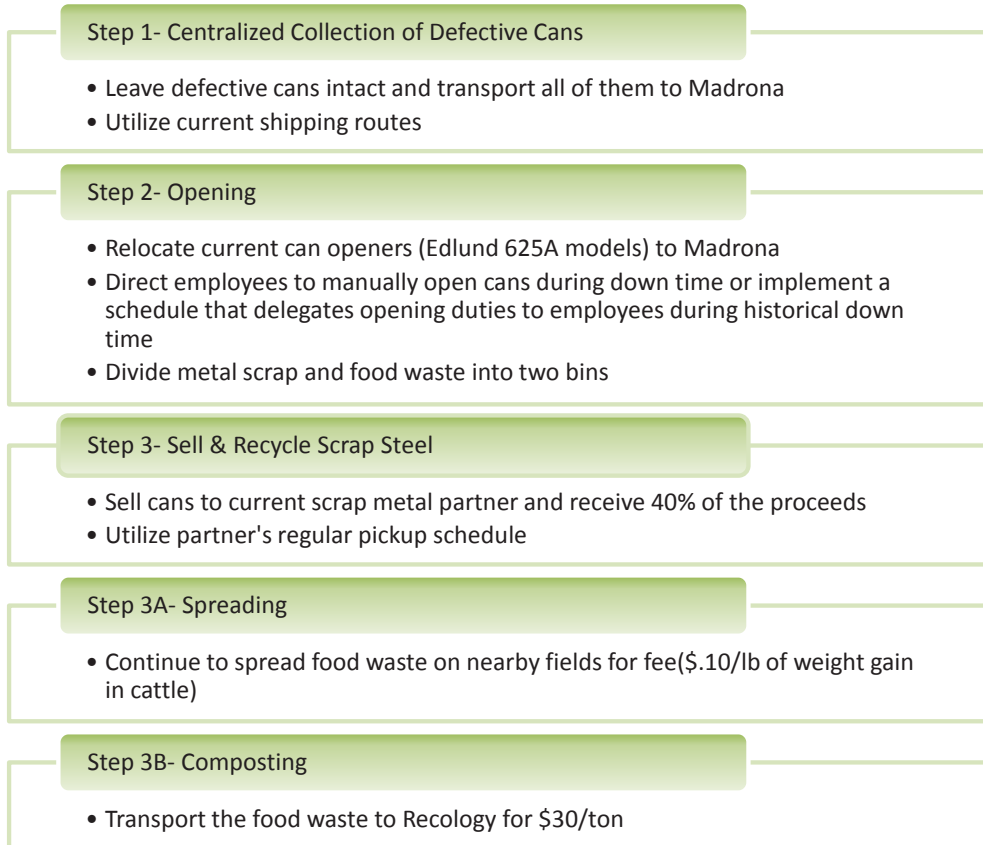 Step 1- Centralized Collection of Defective Cans
• Leave defective cans intact and transport all of them to Madrona
• Utilize current shipping routes
Step 2- Opening
• Relocate current can openers (Edlund 625A models) to Madrona
• Direct employees to manually open cans during down time or implement a
schedule that delegates opening duties to employees during historical down
time
• Divide metal scrap and food waste into two bins
Step 3- Sell & Recycle Scrap Steel
• Sell cans to current scrap metal partner and receive 40% of the proceeds
• Utilize partner's regular pickup schedule
Step 3A- Spreading
• Continue to spread food waste on nearby fields for fee($.10/lb of weight gain
in cattle)
Step 3B- Composting
• Transport the food waste to Recology for $30/ton